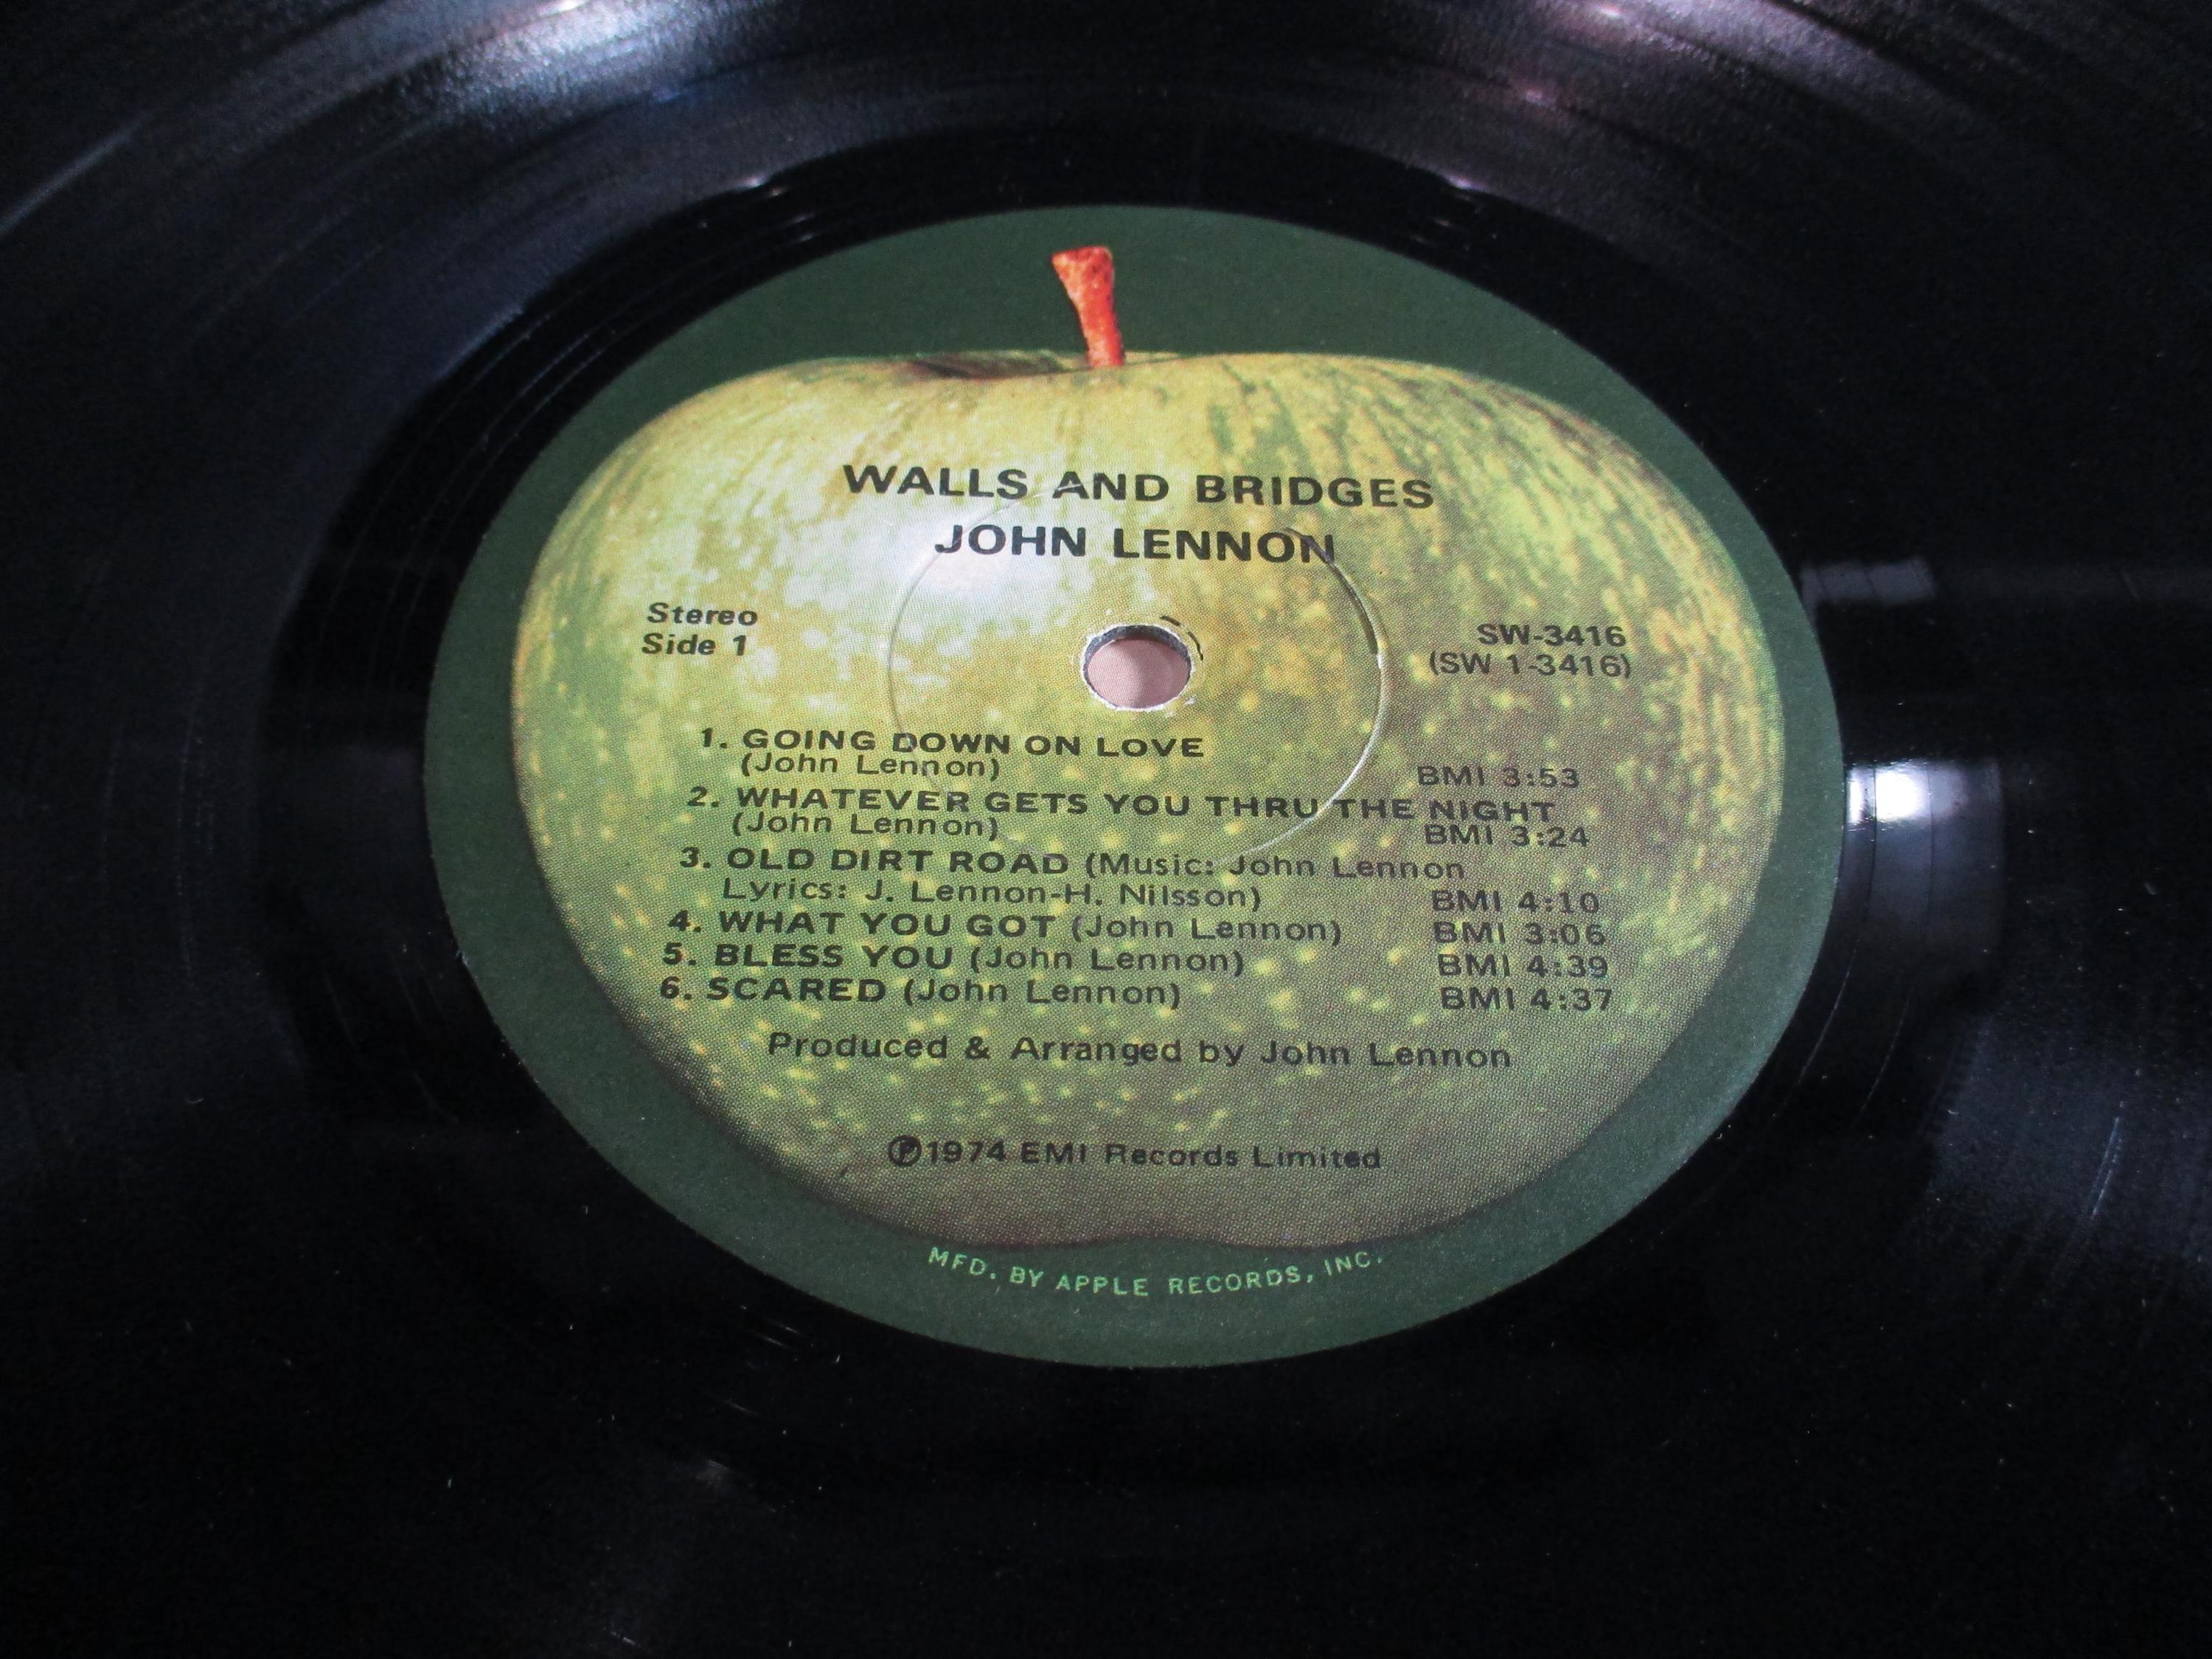 WALLS AND BRIDGES
JOHN LENNON
Stereo
Side 1
SW-3416
(SW 1-3416)
1. GOING DOWN ON LOVE
(John Lennon) BMI 3:53
2. WHATEVER GETS YOU THRU THE NIGHT
(John Lennon) BMI 3:24
3. OLD DIRT ROAD (Music: John Lennon
Lyrics: J. Lennon-H. Nilsson) BMI 4:10
4. WHAT YOU GOT (John Lennon) BMI 3:06
5. BLESS YOU (John Lennon) BMI 4:39
6. SCARED (John Lennon) BMI 4:37
Produced & Arranged by John Lennon
℗1974 EMI Records Limited
MFD. BY APPLE RECORDS, INC.